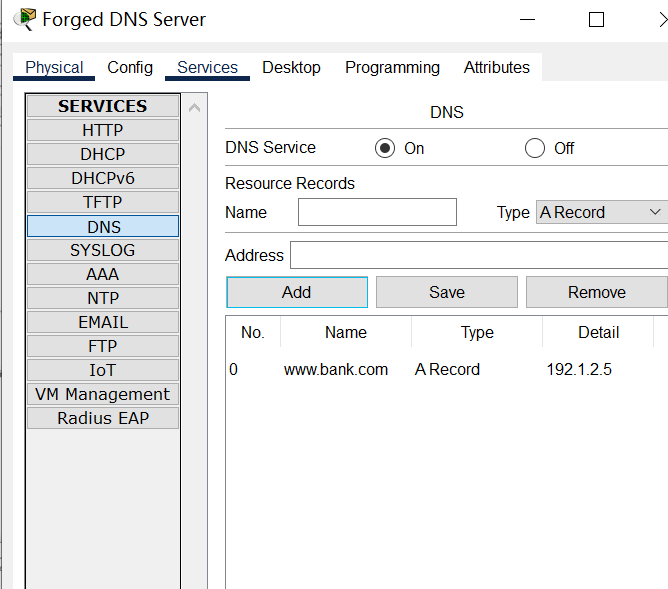 Forged DNS Server
Physical Config Services Desktop Programming Attributes
SERVICES
HTTP
DHCP
DHCPv6
TFTP
DNS
SYSLOG
AAA
NTP
EMAIL
FTP
IoT
VM Management
Radius EAP
DNS
DNS Service On Off
Resource Records
Name Type A Record
Address
Add Save Remove
No. Name Type Detail
0 www.bank.com A Record 192.1.2.5